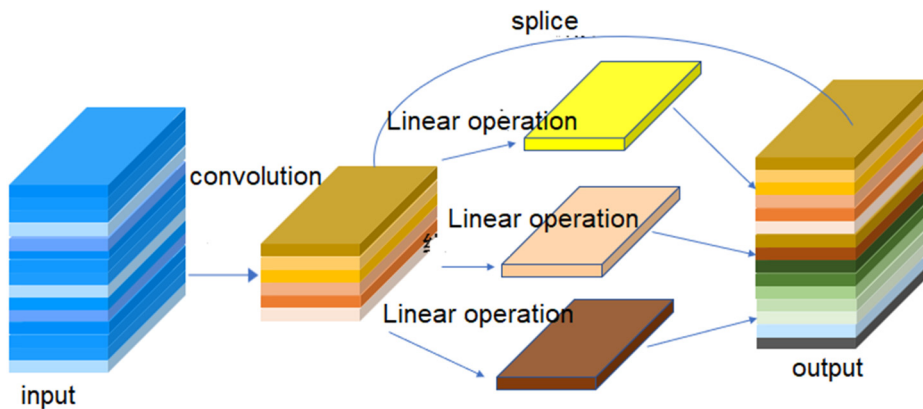 splice
Linear operation
convolution
Linear operation
Linear operation
input
output